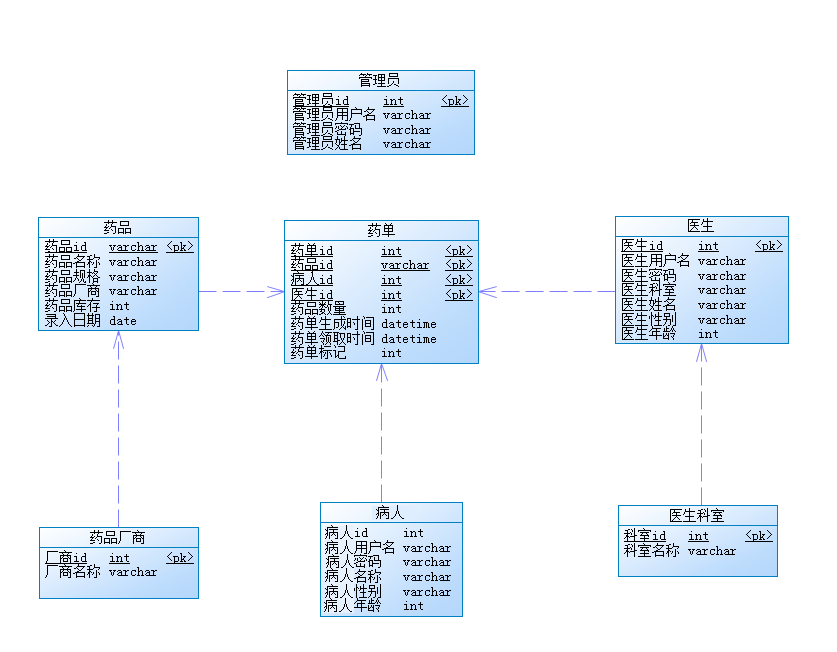 管理员
管理员id int <pk>
管理员用户名 varchar
管理员密码 varchar
管理员姓名 varchar
药品
药品id varchar <pk>
药品名称 varchar
药品规格 varchar
药品厂商 varchar
药品库存 int
录入日期 date
药单
药单id int <pk>
药品id varchar <pk>
病人id int <pk>
医生id int <pk>
药品数量 int
药单生成时间 datetime
药单领取时间 datetime
药单标记 int
医生
医生id int <pk>
医生用户名 varchar
医生密码 varchar
医生科室 varchar
医生姓名 varchar
医生性别 varchar
医生年龄 int
药品厂商
厂商id int <pk>
厂商名称 varchar
病人
病人id int
病人用户名 varchar
病人密码 varchar
病人名称 varchar
病人性别 varchar
病人年龄 int
医生科室
科室id int <pk>
科室名称 varchar